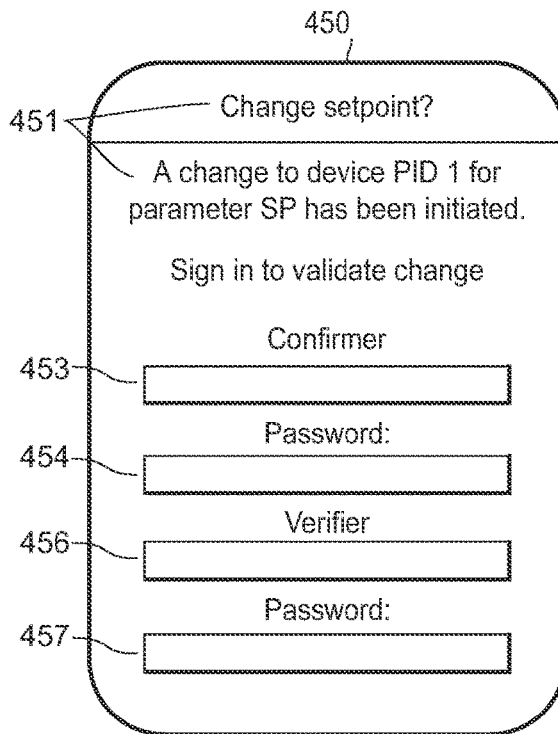 450
451
Change setpoint?
A change to device PID 1 for
parameter SP has been initiated.
Sign in to validate change
Confirmer
453
Password:
454
Verifier
456
Password:
457